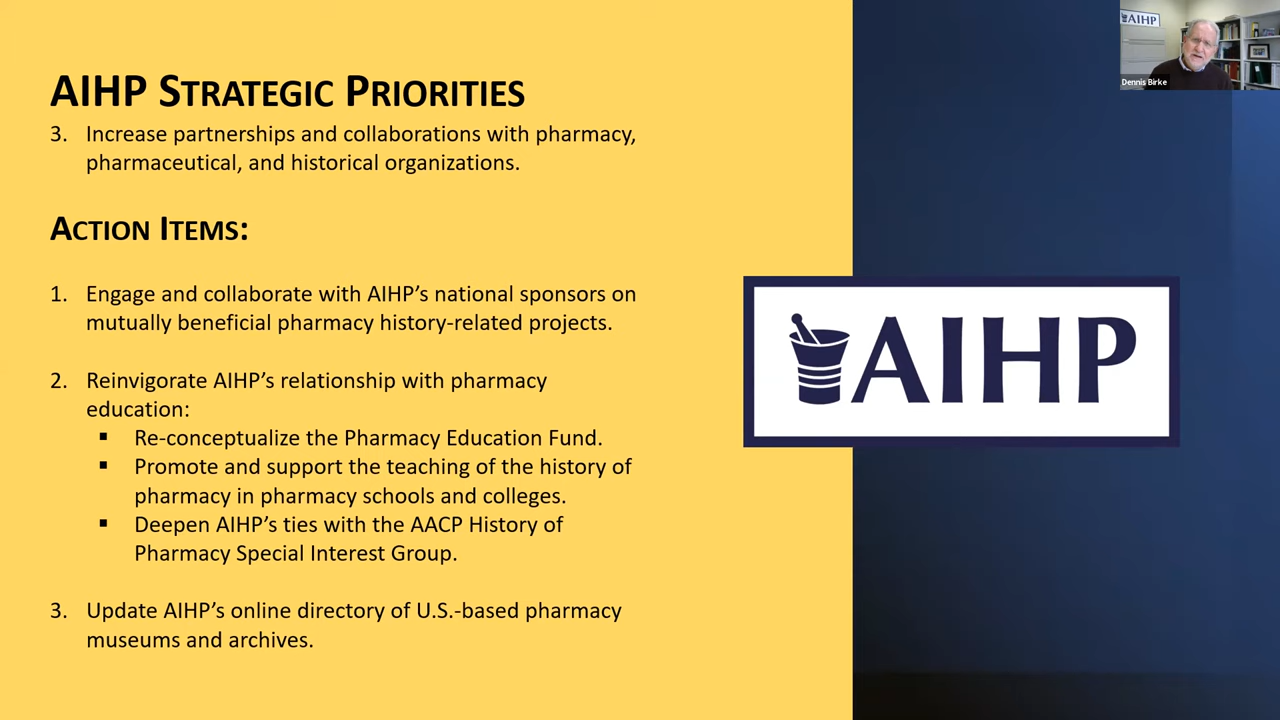 AIHP STRATEGIC PRIORITIES
3. Increase partnerships and collaborations with pharmacy,
pharmaceutical, and historical organizations.
ACTION ITEMS:
1. Engage and collaborate with AIHP’s national sponsors on
mutually beneficial pharmacy history-related projects.
2. Reinvigorate AIHP’s relationship with pharmacy
education:
▪ Re-conceptualize the Pharmacy Education Fund.
▪ Promote and support the teaching of the history of
pharmacy in pharmacy schools and colleges.
▪ Deepen AIHP’s ties with the AACP History of
Pharmacy Special Interest Group.
3. Update AIHP’s online directory of U.S.-based pharmacy
museums and archives.
AIHP
AIHP
Dennis Birke